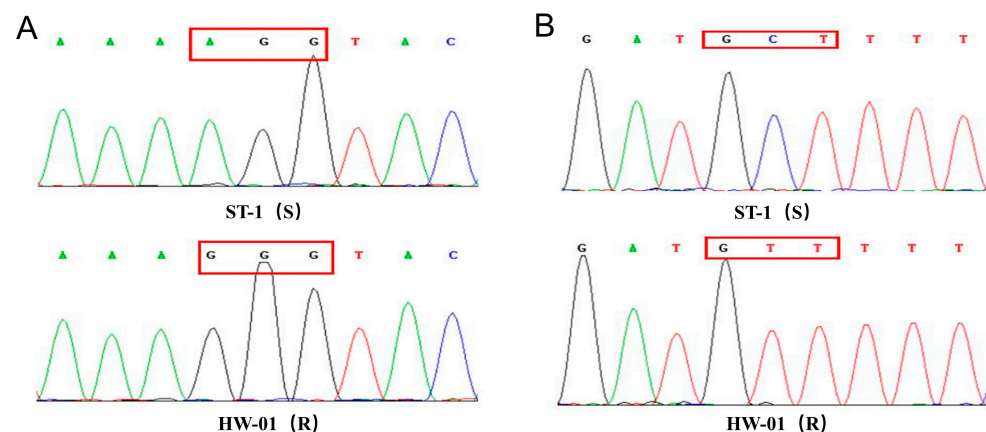 A
A A A A G G T A C
ST-1 (S)
A A A G G G T A C
HW-01 (R)
B
G A T G C T T T T
ST-1 (S)
G A T G T T T T T
HW-01 (R)